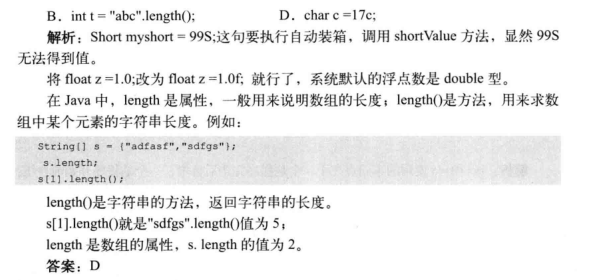 B．int t = "abc".length();    D．char c =17c;
解析：Short myshort = 99S;这句要执行自动装箱，调用 shortValue 方法，显然 99S
无法得到值。
将 float z =1.0;改为 float z =1.0f; 就行了，系统默认的浮点数是 double 型。
在 Java 中，length 是属性，一般用来说明数组的长度；length()是方法，用来求数
组中某个元素的字符串长度。例如：
String[] s = {"adfasf","sdfgs"};
s.length;
s[1].length();
length()是字符串的方法，返回字符串的长度。
s[1].length()就是"sdfgs".length()值为 5；
length 是数组的属性，s. length 的值为 2。
答案：D